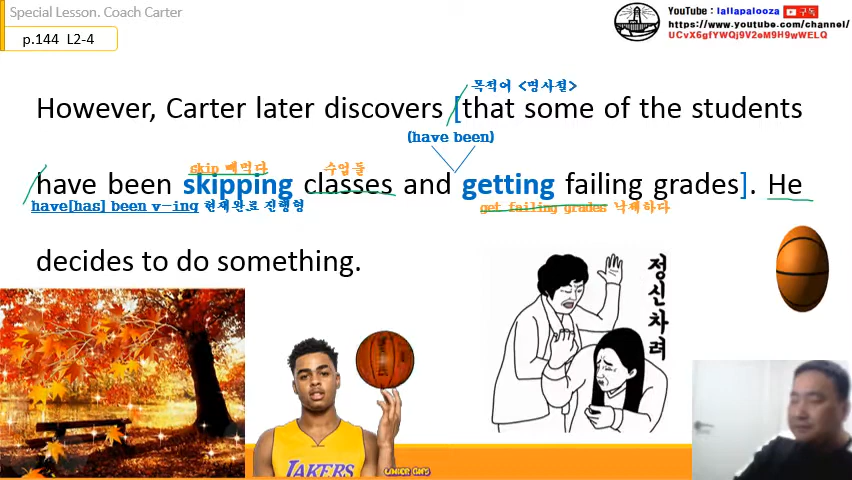 Special Lesson. Coach Carter
p.144 L2-4
YouTube : lallapalooza 구독
https://www.youtube.com/channel/
UCvX6gfYWQj9V2eM9H9wWELQ
목적어 <명사절>
However, Carter later discovers [that some of the students
(have been)
skip 빼먹다 수업들
have been skipping classes and getting failing grades]. He
have[has] been v-ing 현재완료 진행형 get failing grades 낙제하다
decides to do something.
정신차려
LAKERS